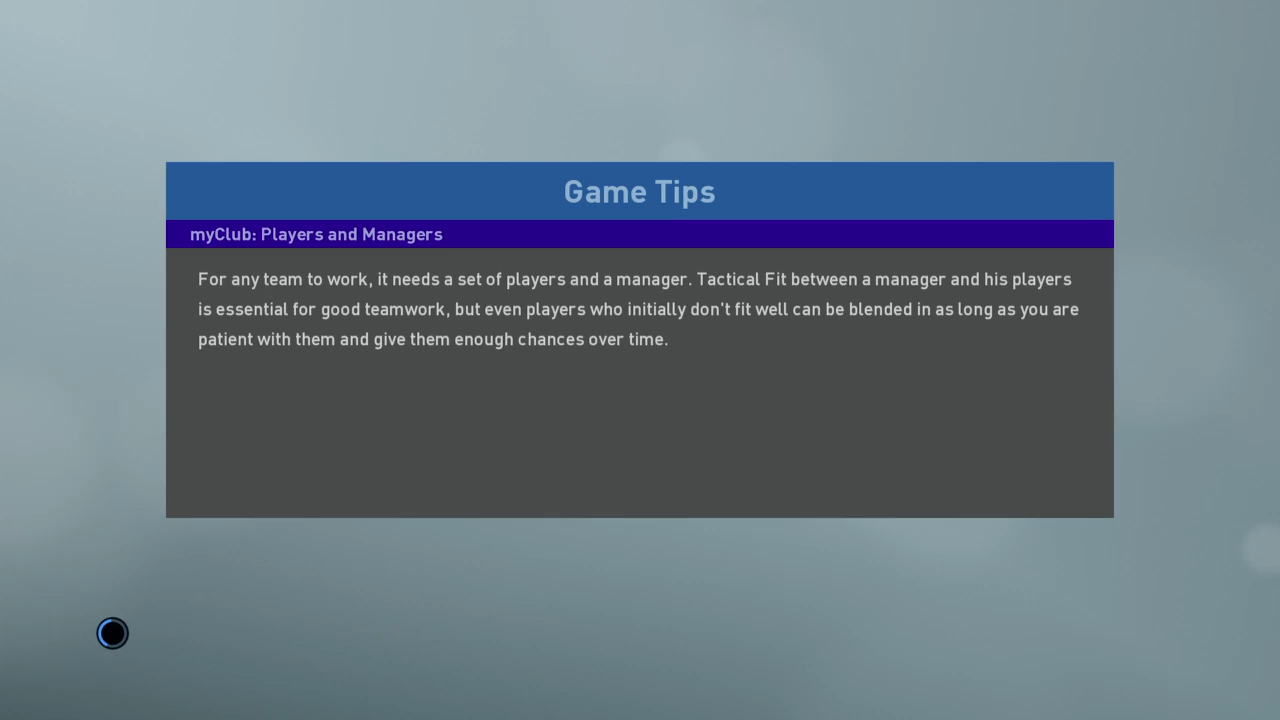 Game Tips
myClub: Players and Managers
For any team to work, it needs a set of players and a manager. Tactical Fit between a manager and his players
is essential for good teamwork, but even players who initially don't fit well can be blended in as long as you are
patient with them and give them enough chances over time.